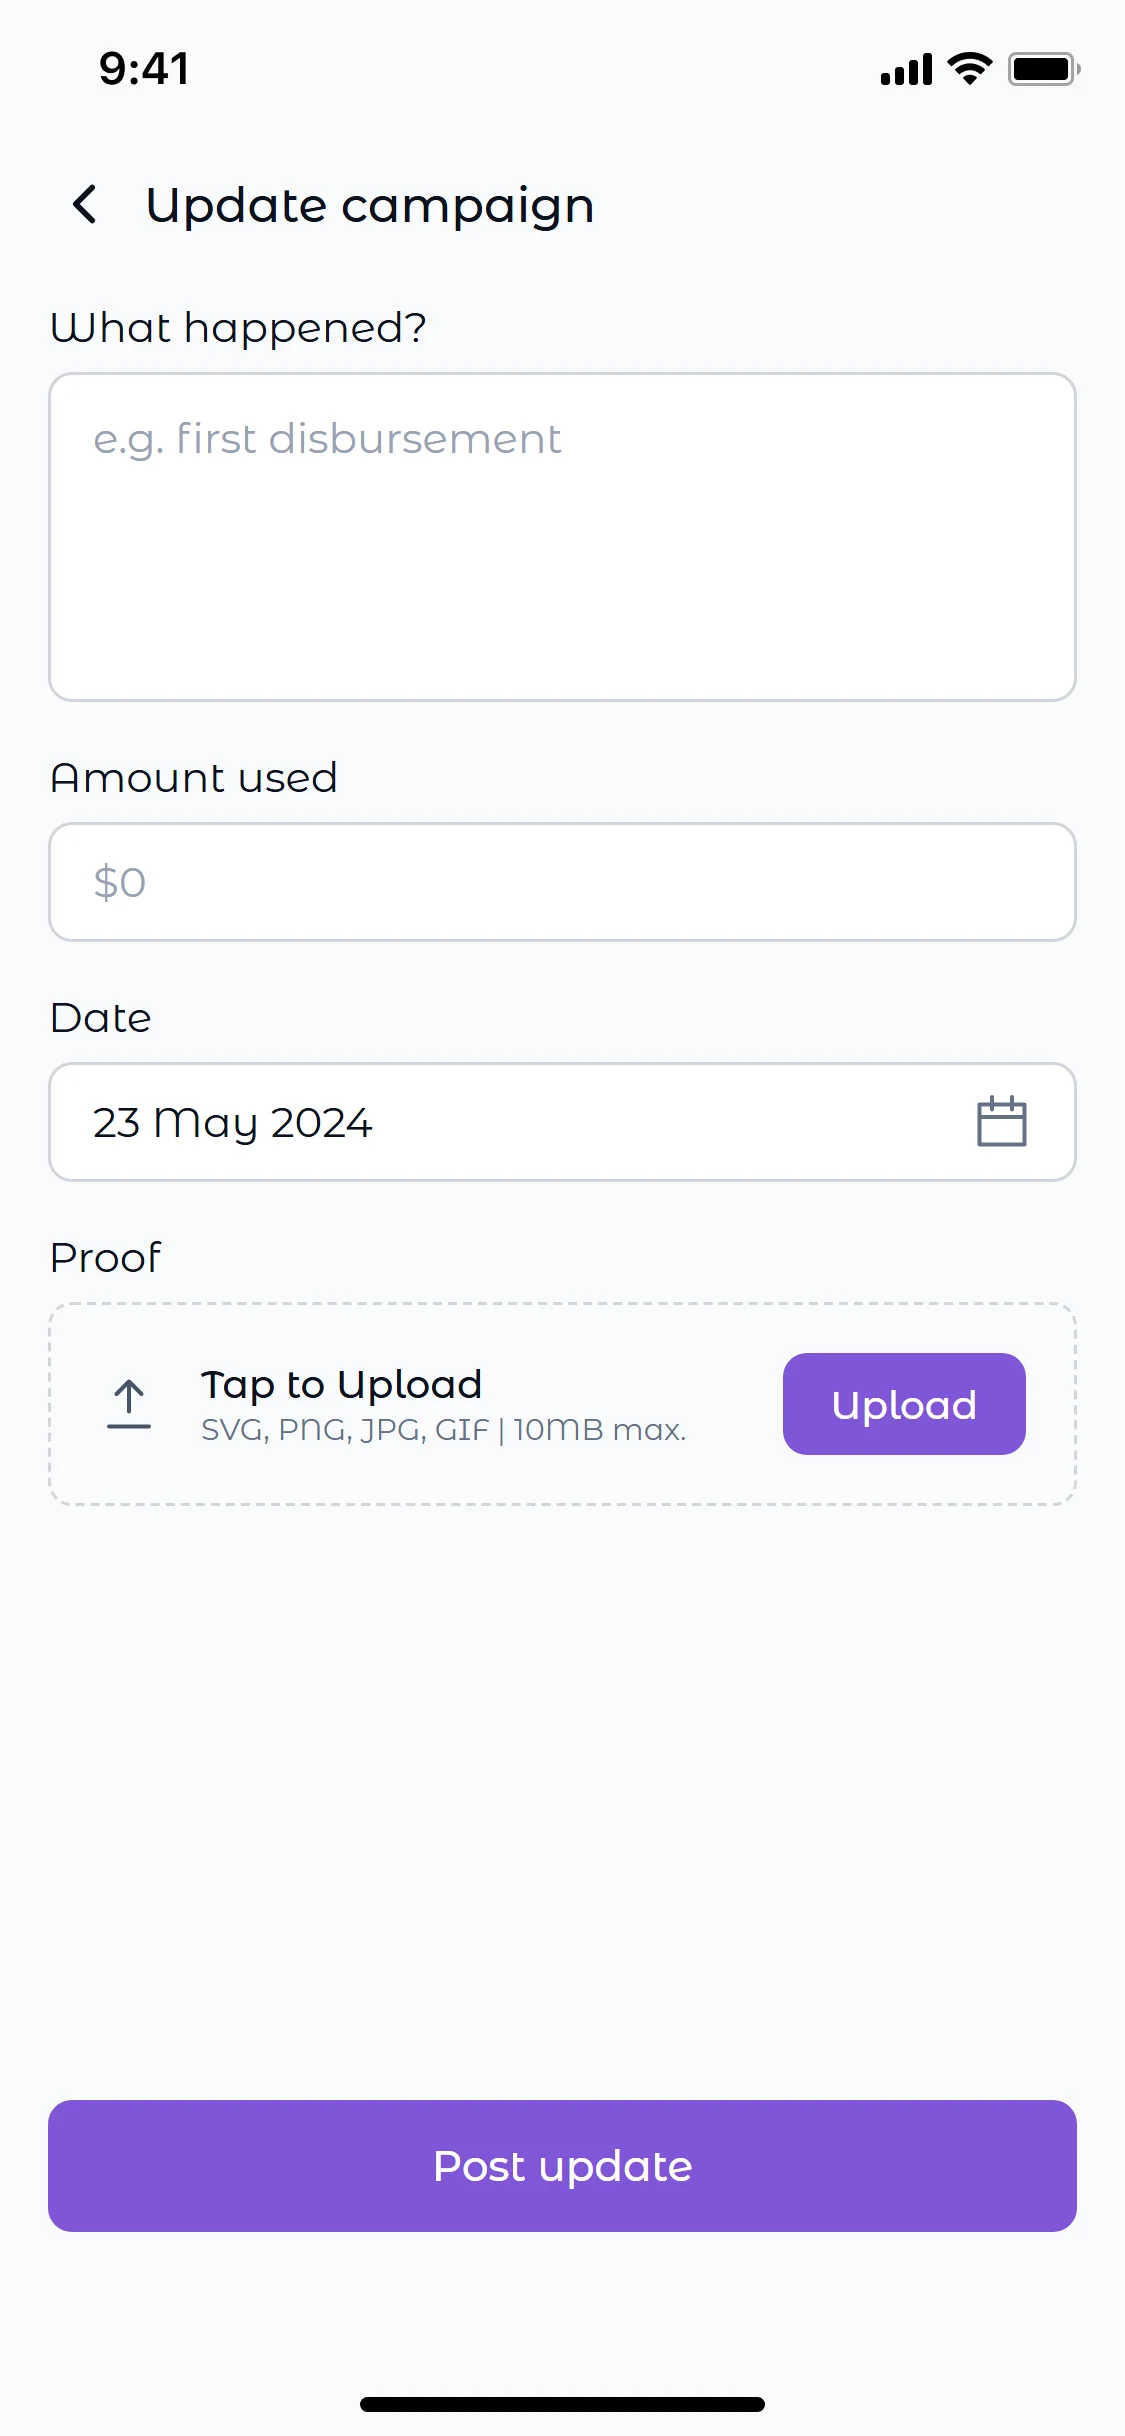 9:41
Update campaign
What happened?
e.g. first disbursement
Amount used
$0
Date
23 May 2024
Proof
Tap to Upload
SVG, PNG, JPG, GIF | 10MB max.
Upload
Post update